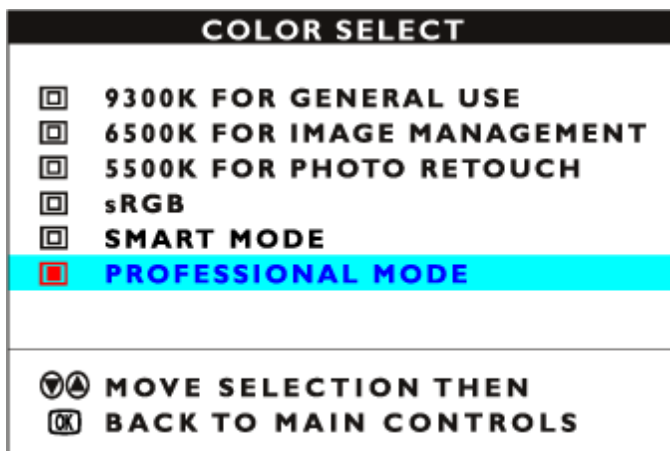 COLOR SELECT
9300K FOR GENERAL USE
6500K FOR IMAGE MANAGEMENT
5500K FOR PHOTO RETOUCH
sRGB
SMART MODE
PROFESSIONAL MODE
MOVE SELECTION THEN
OK BACK TO MAIN CONTROLS